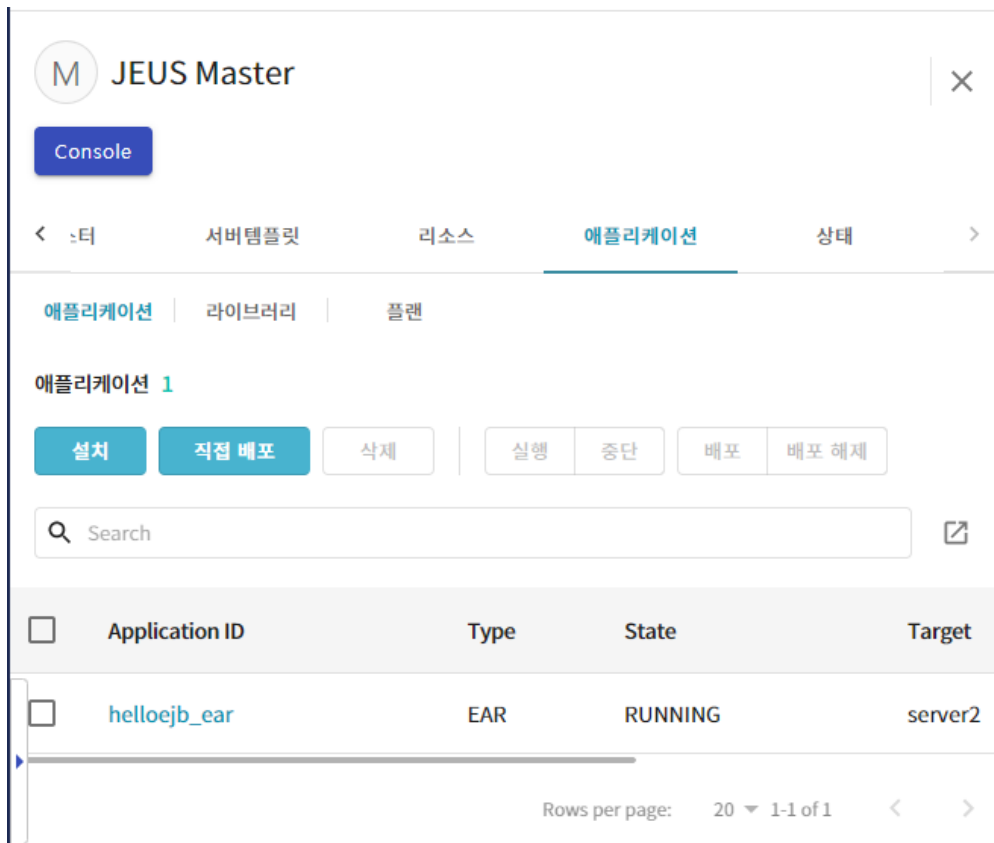 M JEUS Master
Console
스터 서버템플릿 리소스 애플리케이션 상태
애플리케이션 라이브러리 플랜
애플리케이션 1
설치 직접 배포 삭제 실행 중단 배포 배포 해제
Search
Application ID Type State Target
helloejb_ear EAR RUNNING server2
Rows per page: 20 1-1 of 1